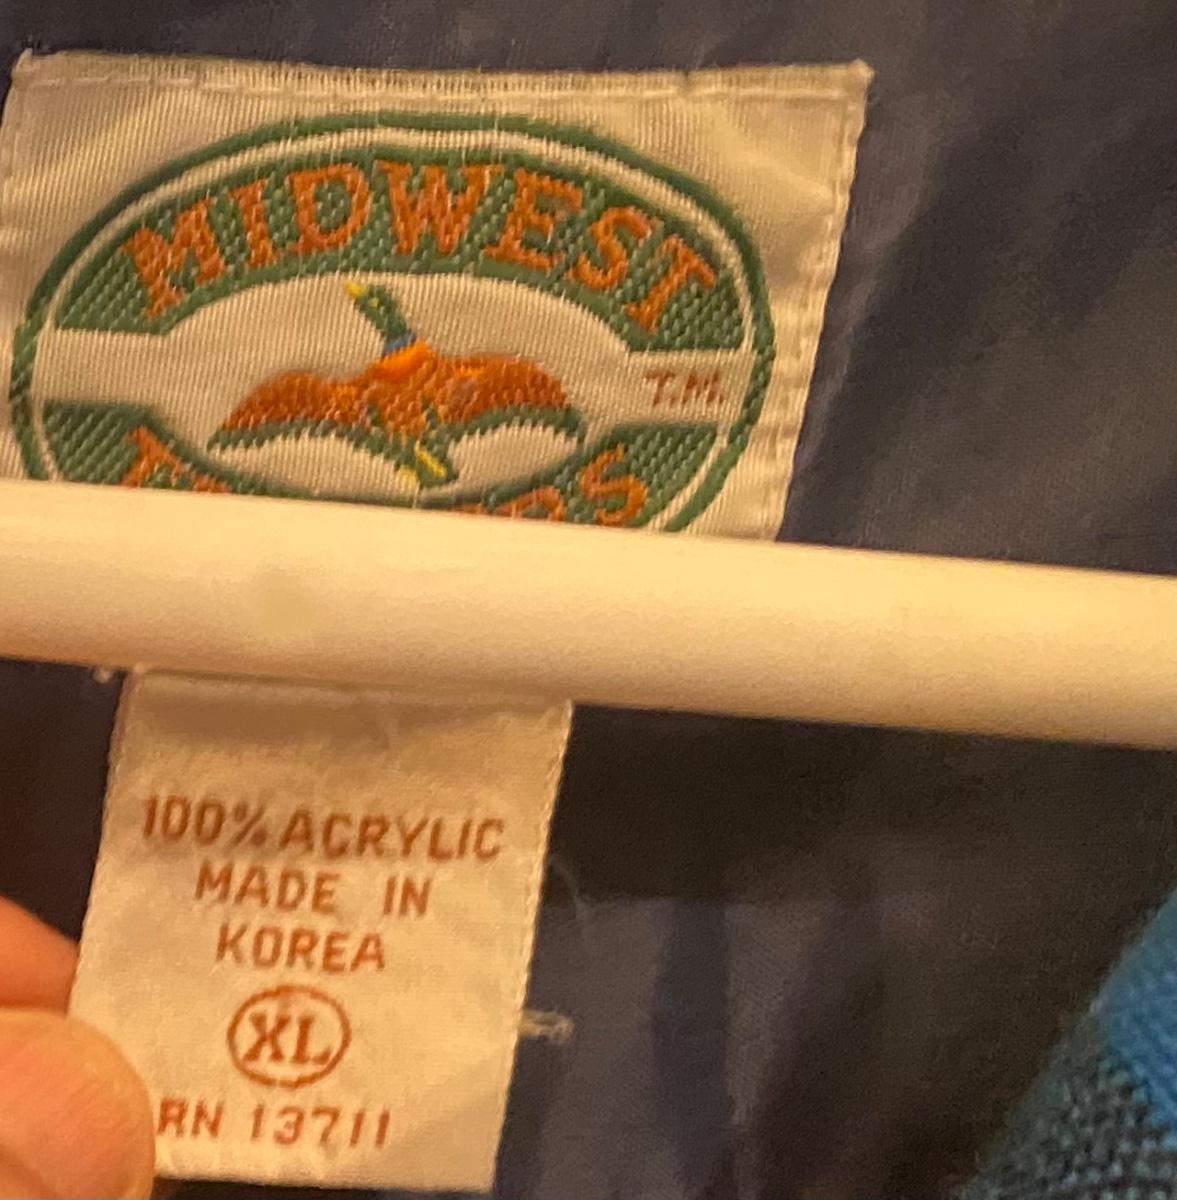 MIDWEST
T.M.
100% ACRYLIC
MADE IN
KOREA
XL
RN 13711